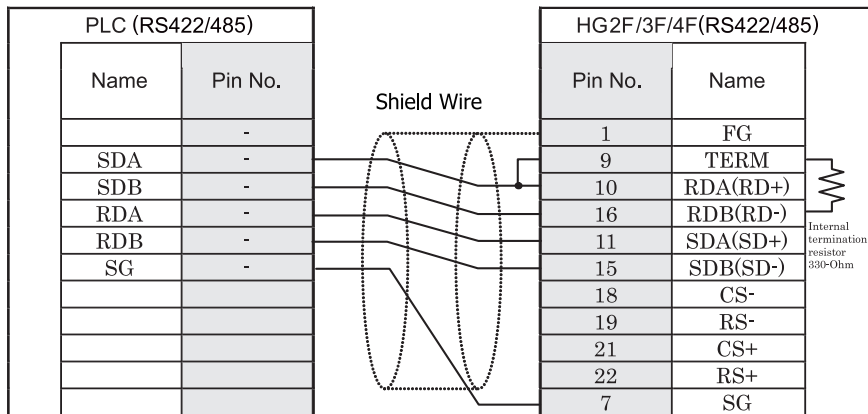 PLC (RS422/485) HG2F/3F/4F(RS422/485)
Name Pin No. Pin No. Name
Shield Wire
- 1 FG
SDA - 9 TERM
SDB - 10 RDA(RD+)
RDA - 16 RDB(RD-)
RDB - 11 SDA(SD+)
SG - 15 SDB(SD-)
18 CS-
19 RS-
21 CS+
22 RS+
7 SG
Internal
termination
resistor
330-Ohm